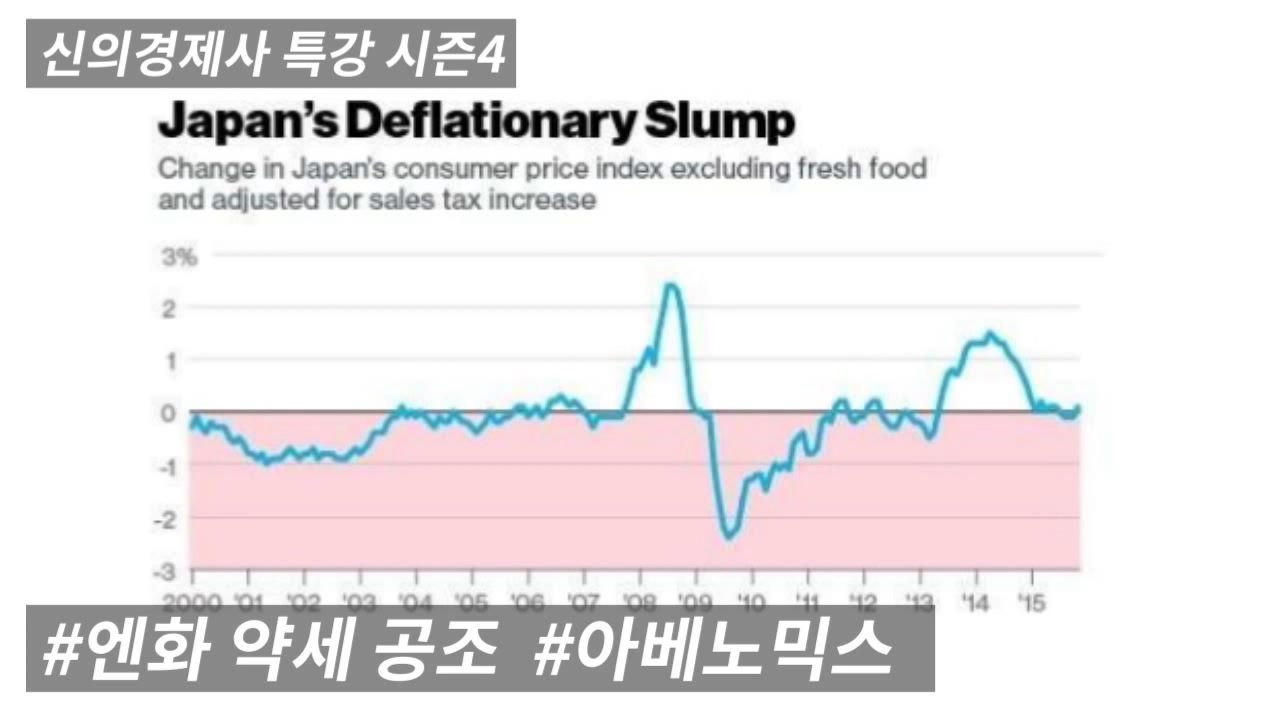 신의경제사 특강 시즌4
Japan's Deflationary Slump
Change in Japan's consumer price index excluding fresh food
and adjusted for sales tax increase
3%
2
1
0
-1
-2
-3
2000 '01 '02 '03 '04 '05 '06 '07 '08 '09 '10 '11 '12 '13 '14 '15
#엔화 약세 공조 #아베노믹스